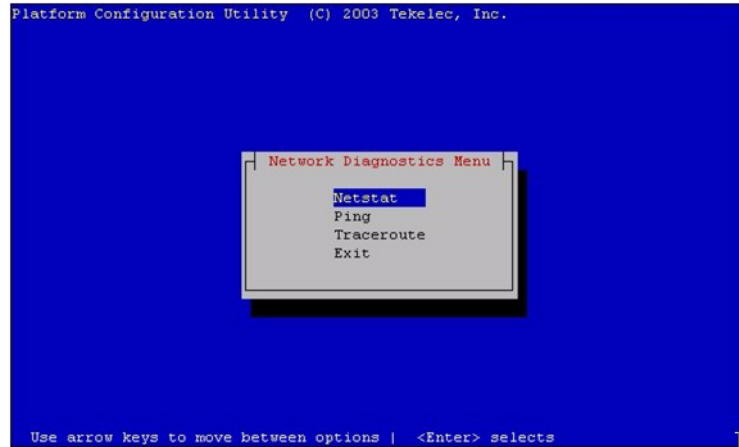 Platform Configuration Utility (C) 2003 Tekelec, Inc.
Network Diagnostics Menu
Netstat
Ping
Traceroute
Exit
Use arrow keys to move between options | <Enter> selects